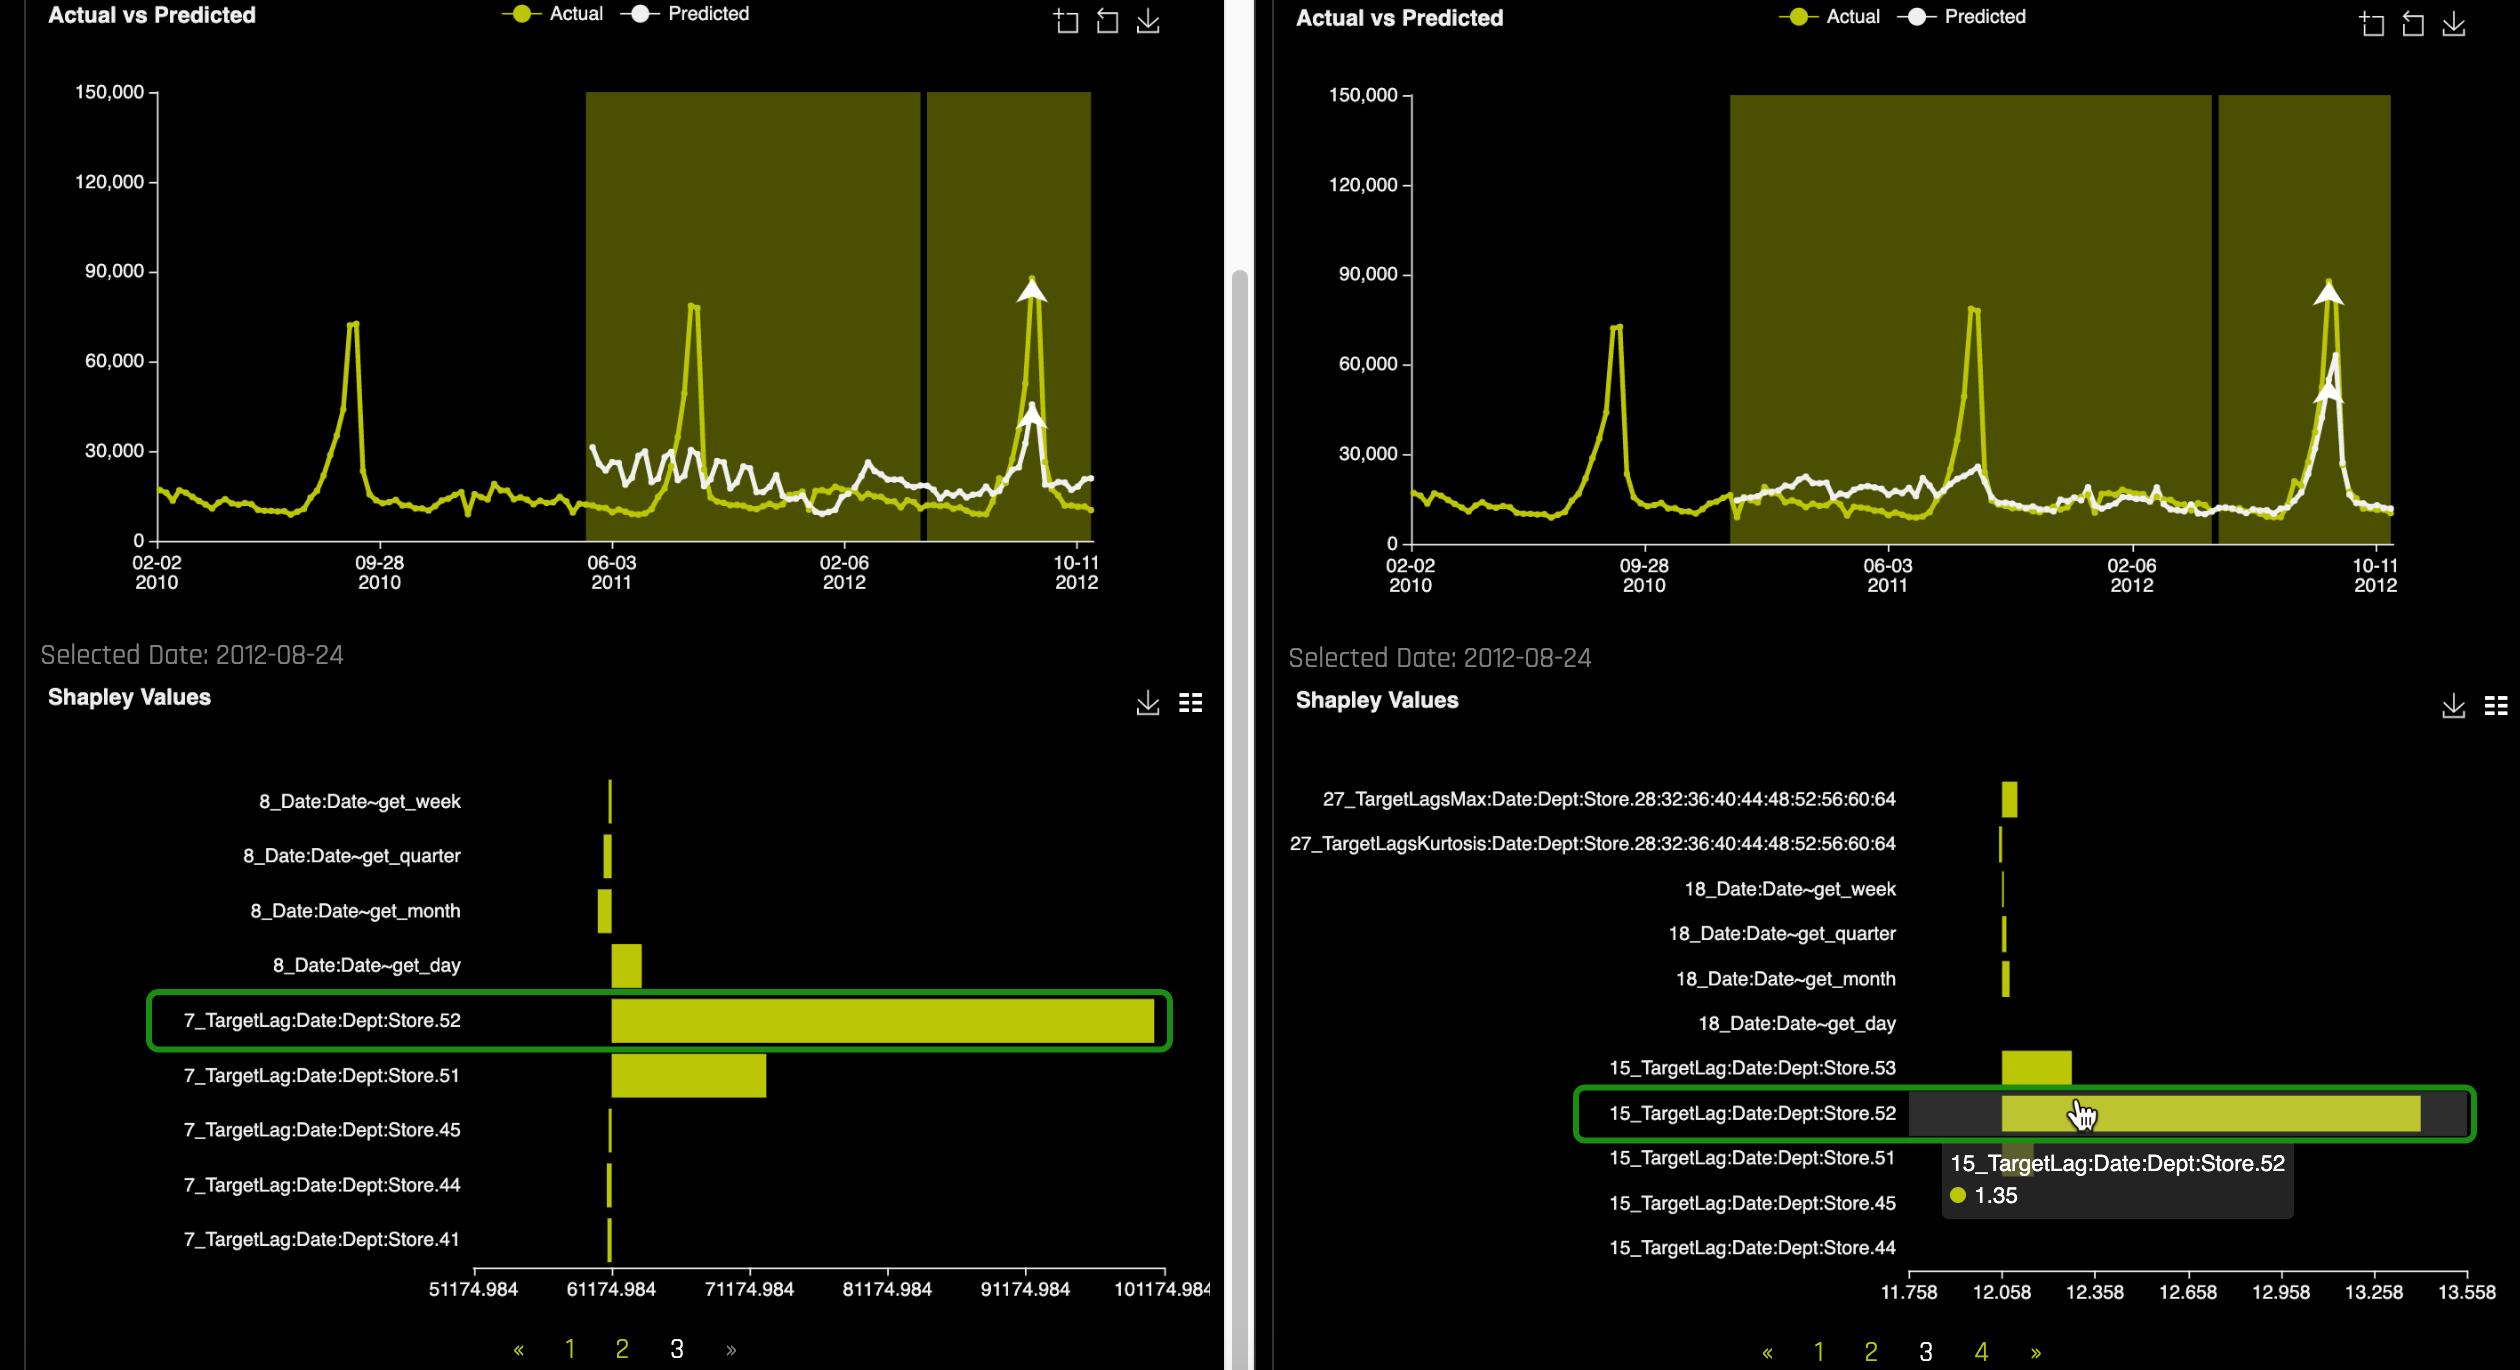 Actual vs Predicted
Actual Predicted
150,000
120,000
90,000
60,000
30,000
0
02-02 2010
09-28 2010
06-03 2011
02-06 2012
10-11 2012
Selected Date: 2012-08-24
Shapley Values
8_Date:Date~get_week
8_Date:Date~get_quarter
8_Date:Date~get_month
8_Date:Date~get_day
7_TargetLag:Date:Dept:Store.52
7_TargetLag:Date:Dept:Store.51
7_TargetLag:Date:Dept:Store.45
7_TargetLag:Date:Dept:Store.44
7_TargetLag:Date:Dept:Store.41
51174.984 61174.984 71174.984 81174.984 91174.984 101174.984
« 1 2 3 »
Actual vs Predicted
Actual Predicted
150,000
120,000
90,000
60,000
30,000
0
02-02 2010
09-28 2010
06-03 2011
02-06 2012
10-11 2012
Selected Date: 2012-08-24
Shapley Values
27_TargetLagsMax:Date:Dept:Store.28:32:36:40:44:48:52:56:60:64
27_TargetLagsKurtosis:Date:Dept:Store.28:32:36:40:44:48:52:56:60:64
18_Date:Date~get_week
18_Date:Date~get_quarter
18_Date:Date~get_month
18_Date:Date~get_day
15_TargetLag:Date:Dept:Store.53
15_TargetLag:Date:Dept:Store.52
15_TargetLag:Date:Dept:Store.51
15_TargetLag:Date:Dept:Store.52
1.35
15_TargetLag:Date:Dept:Store.45
15_TargetLag:Date:Dept:Store.44
11.758 12.058 12.358 12.658 12.958 13.258 13.558
« 1 2 3 4 »